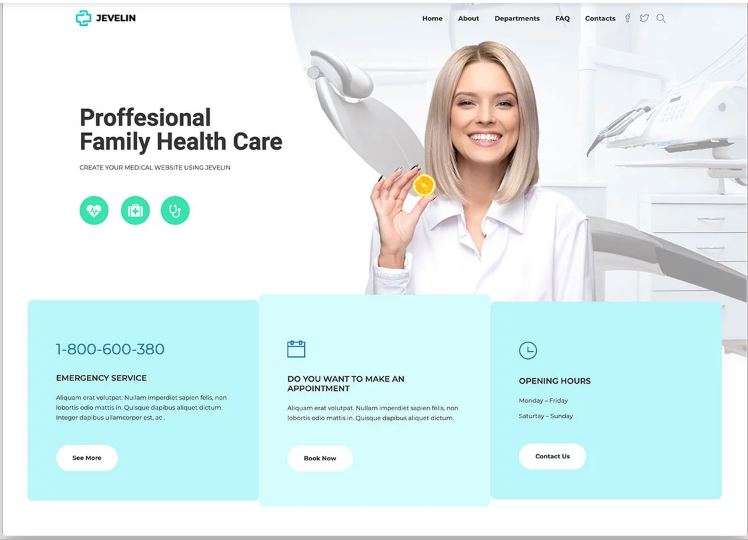 JEVELIN
Home About Departments FAQ Contacts
Proffesional
Family Health Care
CREATE YOUR MEDICAL WEBSITE USING JEVELIN
1-800-600-380
EMERGENCY SERVICE
Aliquam erat volutpat. Nullam imperdiet sapien felis, non
lobortis odio mattis in. Quisque dapibus aliquet dictum.
Integer dapibus ullamcorper est, ac .
See More
DO YOU WANT TO MAKE AN
APPOINTMENT
Aliquam erat volutpat. Nullam imperdiet sapien felis, non
lobortis odio mattis in. Quisque dapibus aliquet dictum.
Book Now
OPENING HOURS
Monday – Friday
Saturtay – Sunday
Contact Us